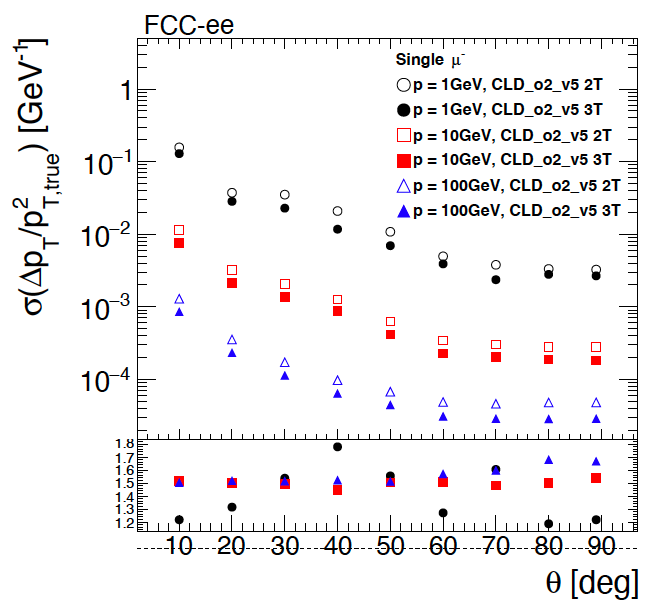 FCC-ee
σ(Δp_T/p²_T,true) [GeV⁻¹]
Single μ⁻
p = 1GeV, CLD_o2_v5 2T
p = 1GeV, CLD_o2_v5 3T
p = 10GeV, CLD_o2_v5 2T
p = 10GeV, CLD_o2_v5 3T
p = 100GeV, CLD_o2_v5 2T
p = 100GeV, CLD_o2_v5 3T
1
10⁻¹
10⁻²
10⁻³
10⁻⁴
1.8
1.7
1.6
1.5
1.4
1.3
1.2
10 20 30 40 50 60 70 80 90
θ [deg]